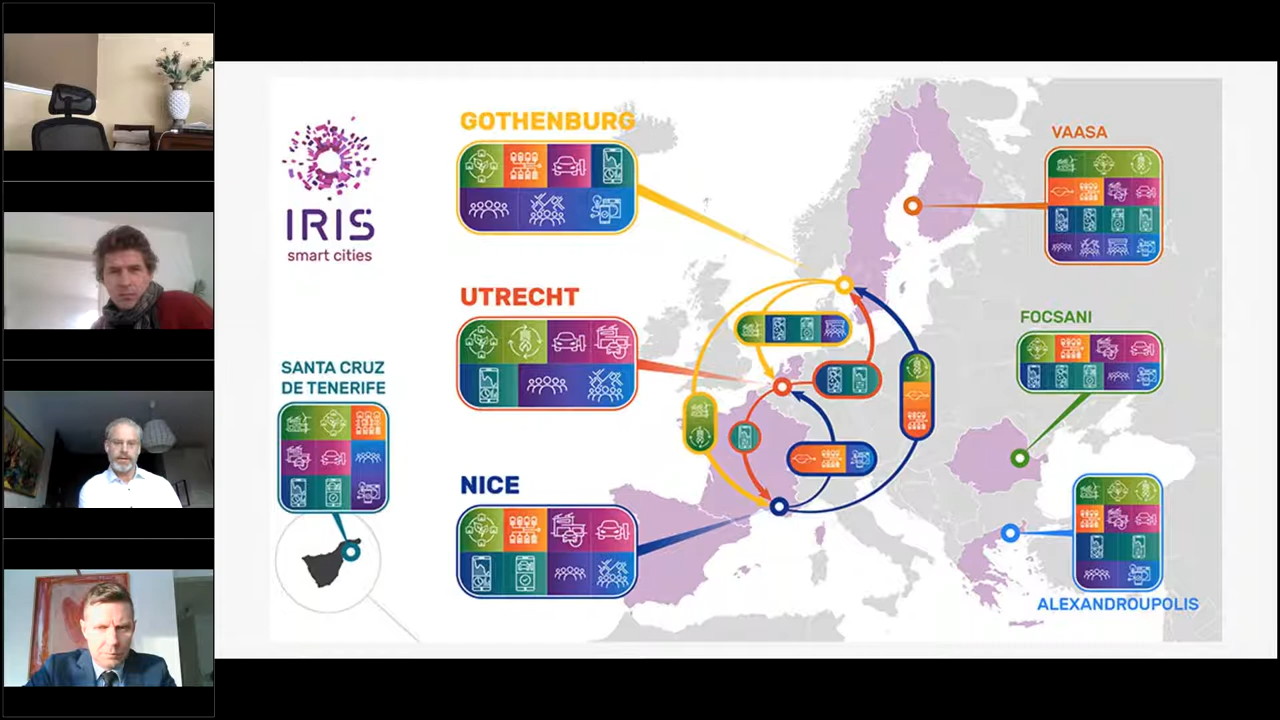 IRIS
smart cities
GOTHENBURG
UTRECHT
NICE
SANTA CRUZ
DE TENERIFE
VAASA
FOCSANI
ALEXANDROUPOLIS